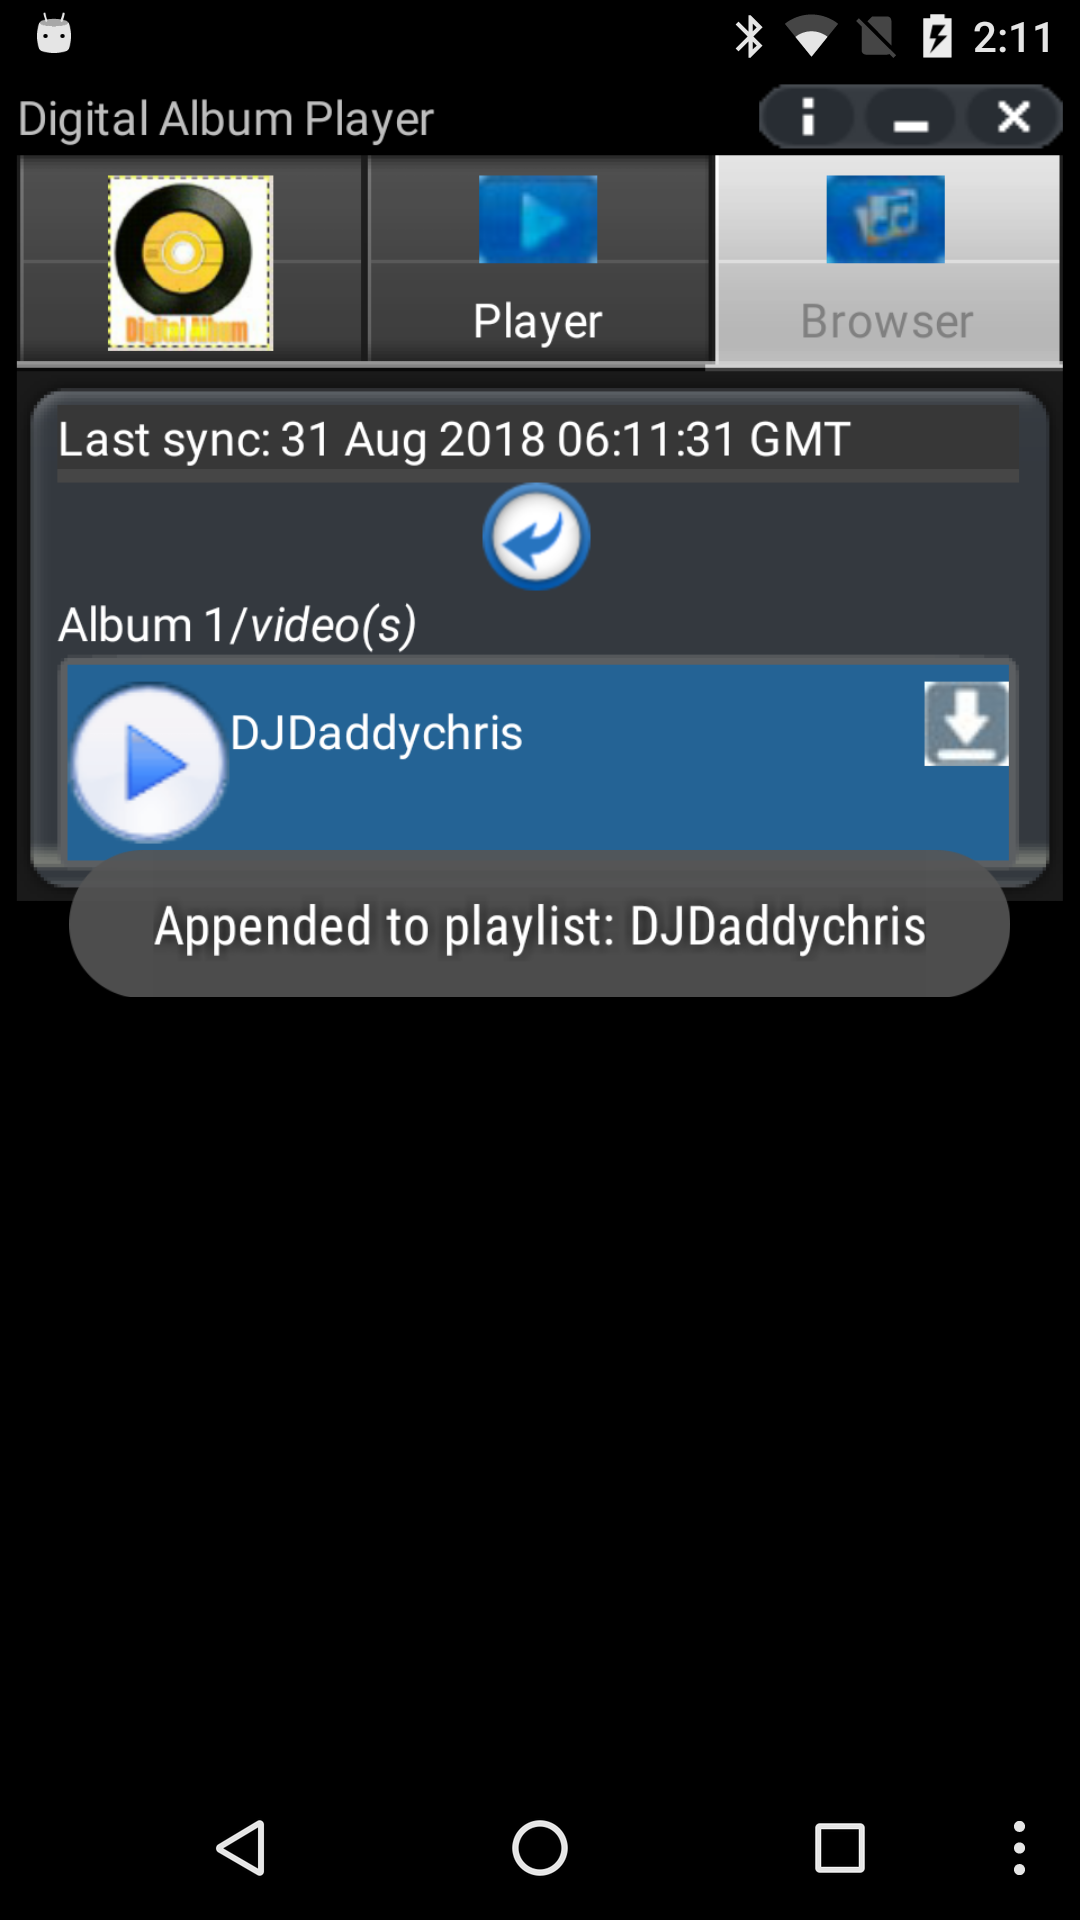 2:11
Digital Album Player
Digital Album
Player
Browser
Last sync: 31 Aug 2018 06:11:31 GMT
Album 1/video(s)
DJDaddychris
Appended to playlist: DJDaddychris